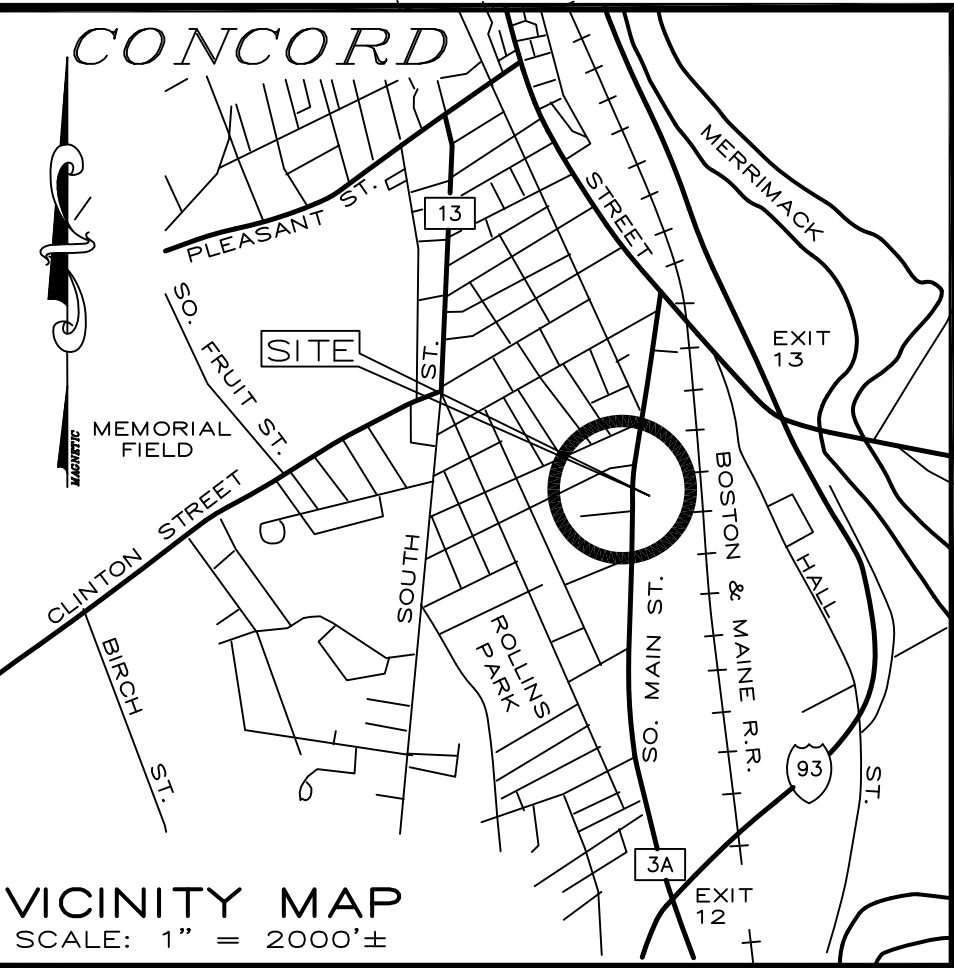 CONCORD
MERRIMACK
STREET
PLEASANT ST.
13
SO. FRUIT ST.
SITE
ST.
EXIT
13
MEMORIAL
FIELD
MAGNETIC
CLINTON STREET
BOSTON & MAINE R.R.
HALL
SOUTH
ROLLINS
PARK
SO. MAIN ST.
BIRCH ST.
93
ST.
3A
EXIT
12
VICINITY MAP
SCALE: 1” = 2000’±